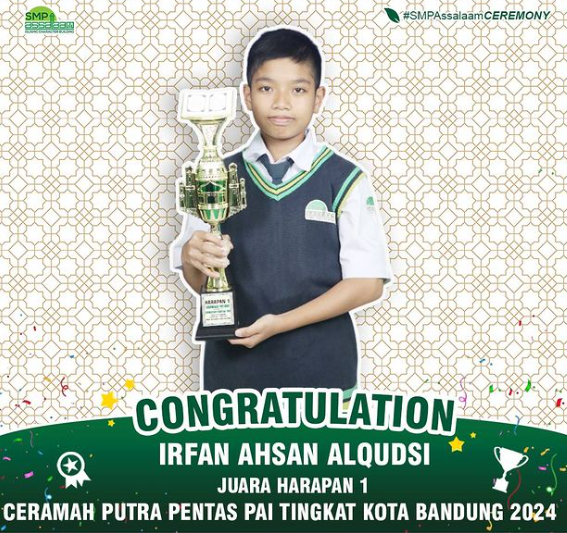 SMP
assalaam
#SMPAssalaamCEREMONY
HARAPAN 1
CONGRATULATION
IRFAN AHSAN ALQUDSI
JUARA HARAPAN 1
CERAMAH PUTRA PENTAS PAI TINGKAT KOTA BANDUNG 2024